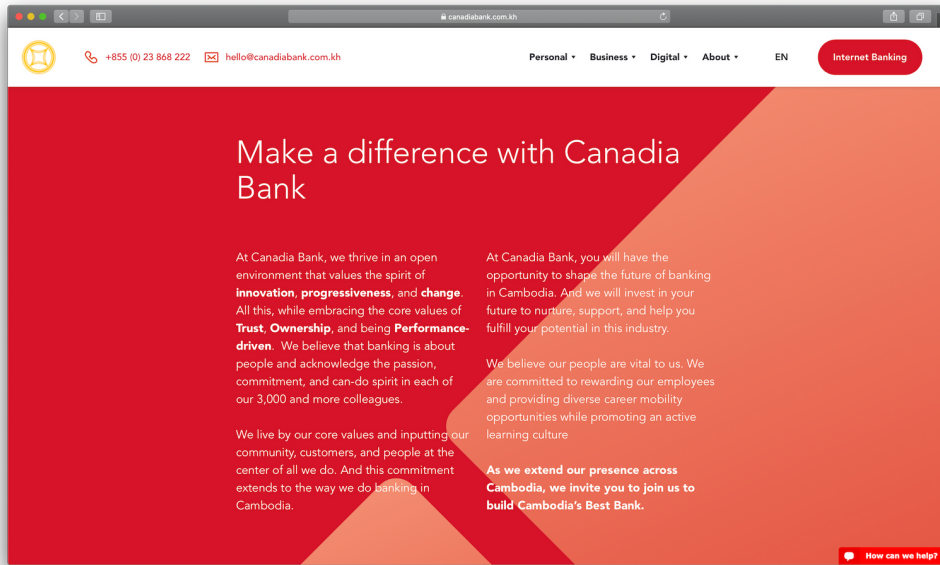 canadiabank.com.kh
+855 (0) 23 868 222
hello@canadiabank.com.kh
Personal
Business
Digital
About
EN
Internet Banking
Make a difference with Canadia
Bank
At Canadia Bank, we thrive in an open
environment that values the spirit of
innovation, progressiveness, and change.
All this, while embracing the core values of
Trust, Ownership, and being Performance-
driven. We believe that banking is about
people and acknowledge the passion,
commitment, and can-do spirit in each of
our 3,000 and more colleagues.
We live by our core values and inputting our
community, customers, and people at the
center of all we do. And this commitment
extends to the way we do banking in
Cambodia.
At Canadia Bank, you will have the
opportunity to shape the future of banking
in Cambodia. And we will invest in your
future to nurture, support, and help you
fulfill your potential in this industry.
We believe our people are vital to us. We
are committed to rewarding our employees
and providing diverse career mobility
opportunities while promoting an active
learning culture
As we extend our presence across
Cambodia, we invite you to join us to
build Cambodia's Best Bank.
How can we help?